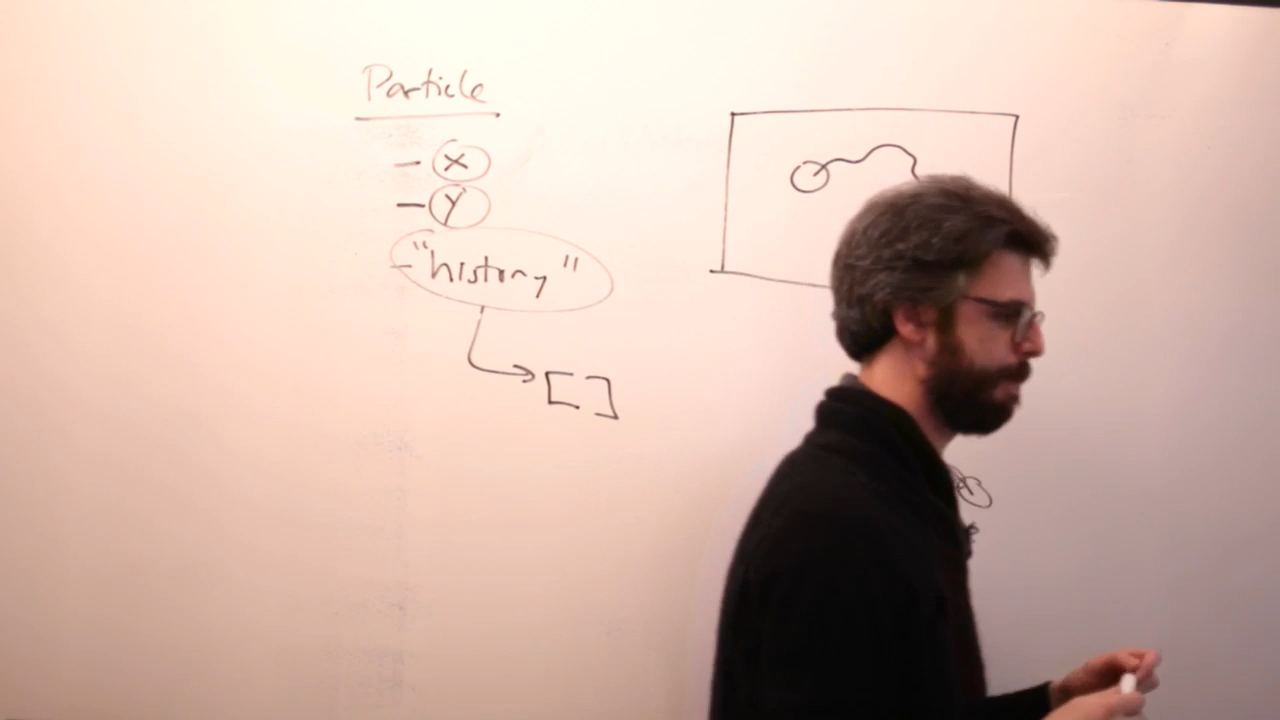 Particle
- x
- y
- "history"
[ ]